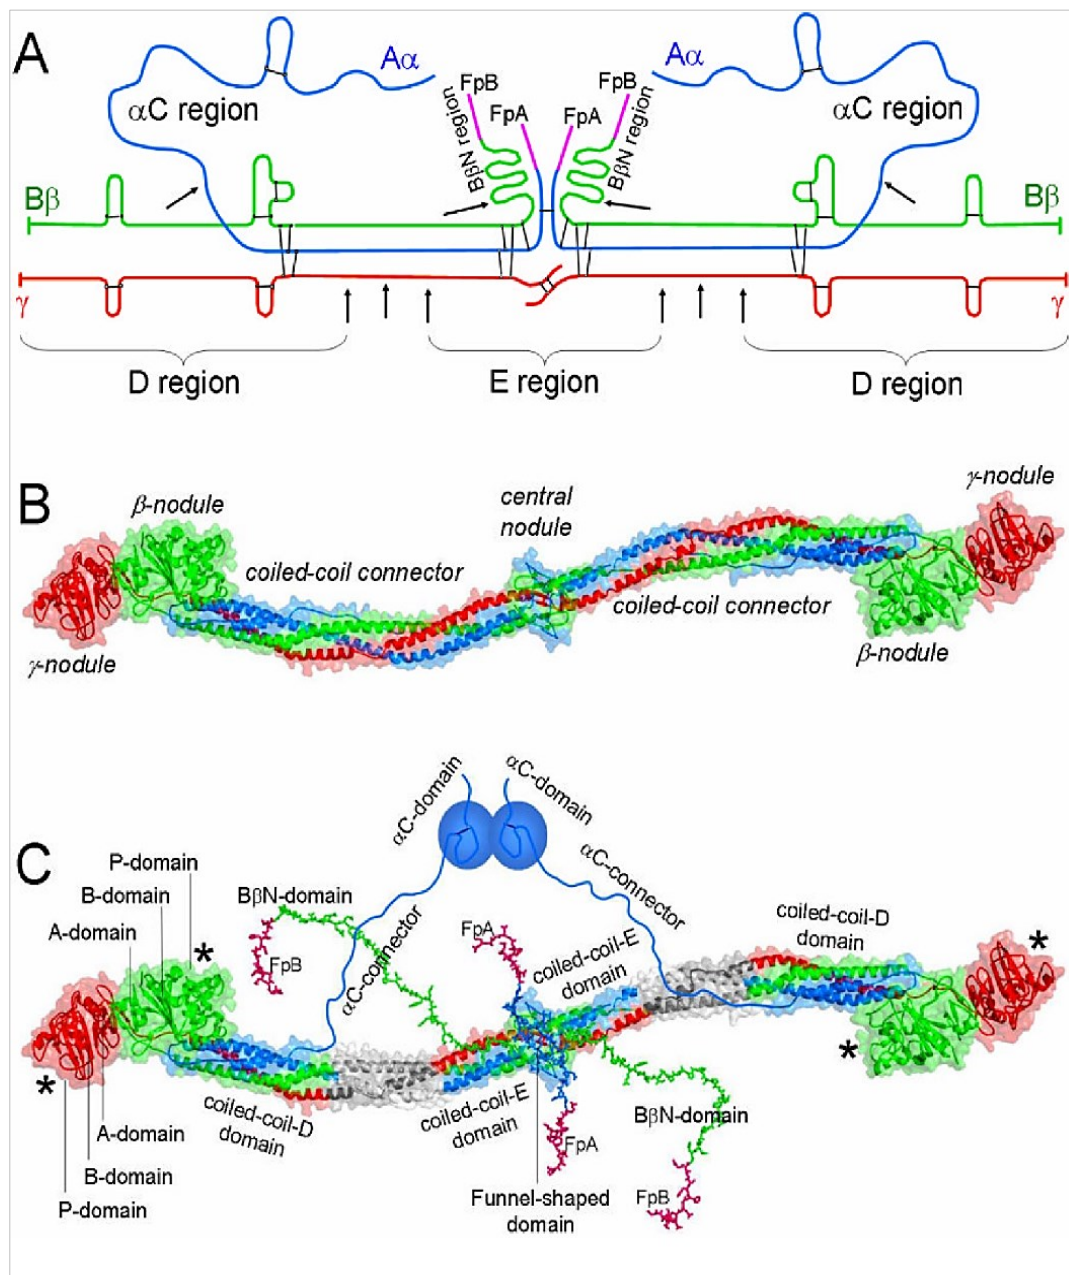 A
Aα
Aα
FpB
FpB
FpA
FpA
BβN region
BβN region
αC region
αC region
Bβ
Bβ
γ
γ
D region
E region
D region
B
β-nodule
central
nodule
γ-nodule
coiled-coil connector
coiled-coil connector
γ-nodule
β-nodule
C
αC-domain
αC-domain
P-domain
B-domain
A-domain
*
BβN-domain
FpB
αC-connector
αC-connector
FpA
coiled-coil-E
domain
coiled-coil-D
domain
*
*
*
coiled-coil-D
domain
coiled-coil-E
domain
BβN-domain
FpA
FpB
A-domain
B-domain
P-domain
Funnel-shaped
domain